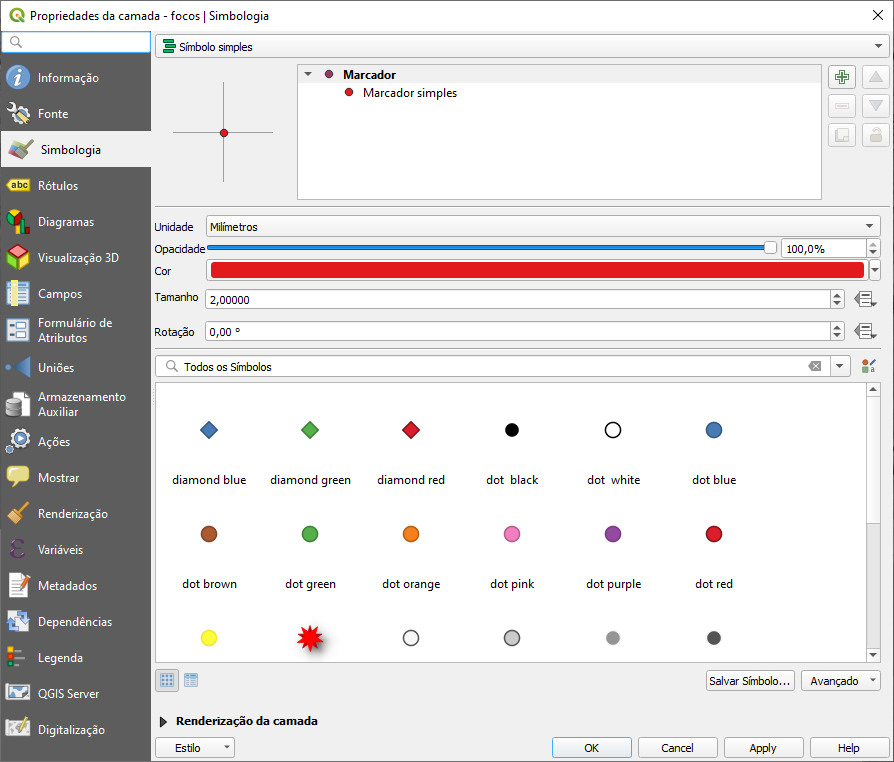 Propriedades da camada - focos | Simbologia
Símbolo simples
Informação
Fonte
Simbologia
abc Rótulos
Diagramas
Visualização 3D
Campos
Formulário de
Atributos
Uniões
Armazenamento
Auxiliar
Ações
Mostrar
Renderização
Variáveis
Metadados
Dependências
Legenda
QGIS Server
Digitalização
Marcador
Marcador simples
Unidade Milímetros
Opacidade 100,0%
Cor
Tamanho 2,00000
Rotação 0,00 °
Todos os Símbolos
diamond blue diamond green diamond red dot black dot white dot blue
dot brown dot green dot orange dot pink dot purple dot red
Salvar Símbolo... Avançado
Renderização da camada
Estilo OK Cancel Apply Help